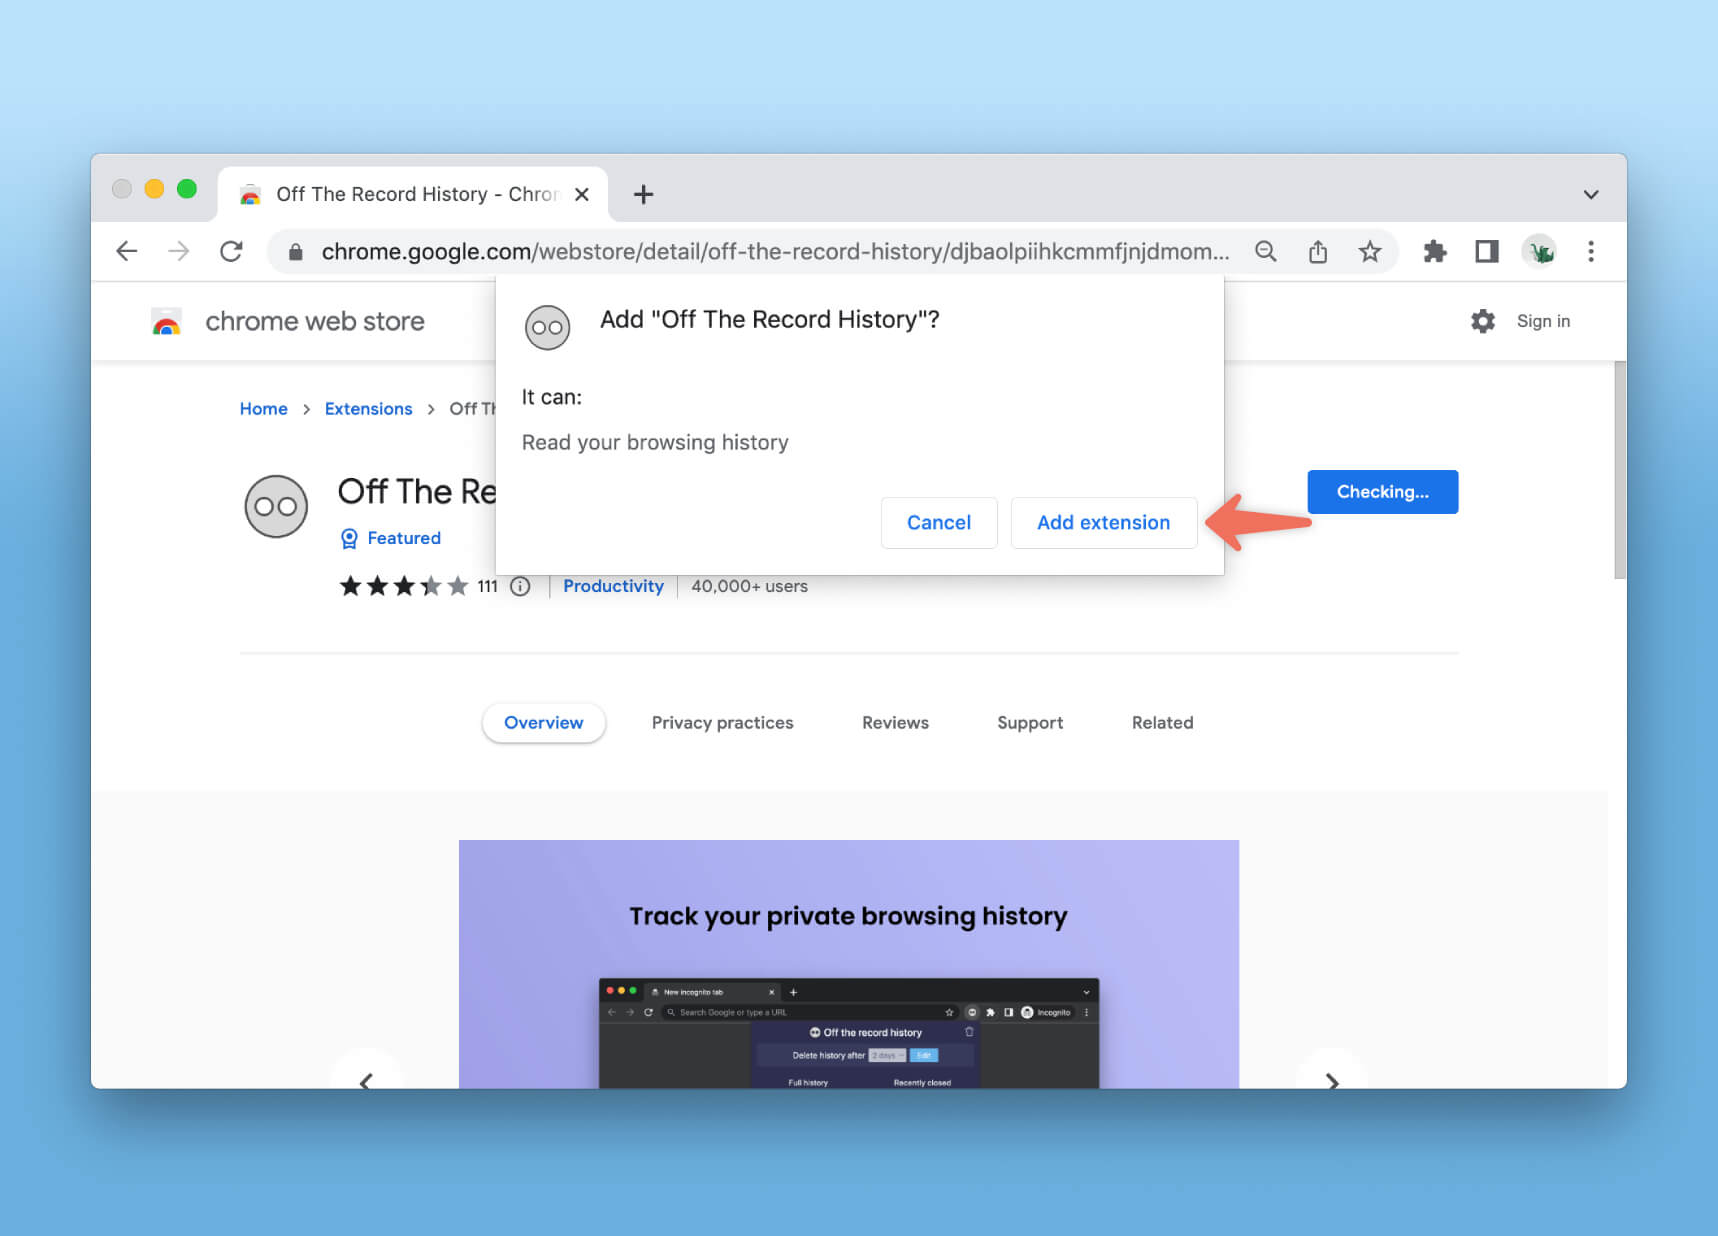 Off The Record History - Chron
chrome.google.com/webstore/detail/off-the-record-history/djbaolpiihkcmmfjnjdmom...
chrome web store
Sign in
Add "Off The Record History"?
It can:
Read your browsing history
Cancel
Add extension
Home > Extensions > Off Th
Off The Re
Checking...
Featured
111 Productivity 40,000+ users
Overview Privacy practices Reviews Support Related
Track your private browsing history
New Incognito tab
Search Google or type a URL
Incognito
Off the record history
Delete history after 2 days Edit
Full history Recently closed